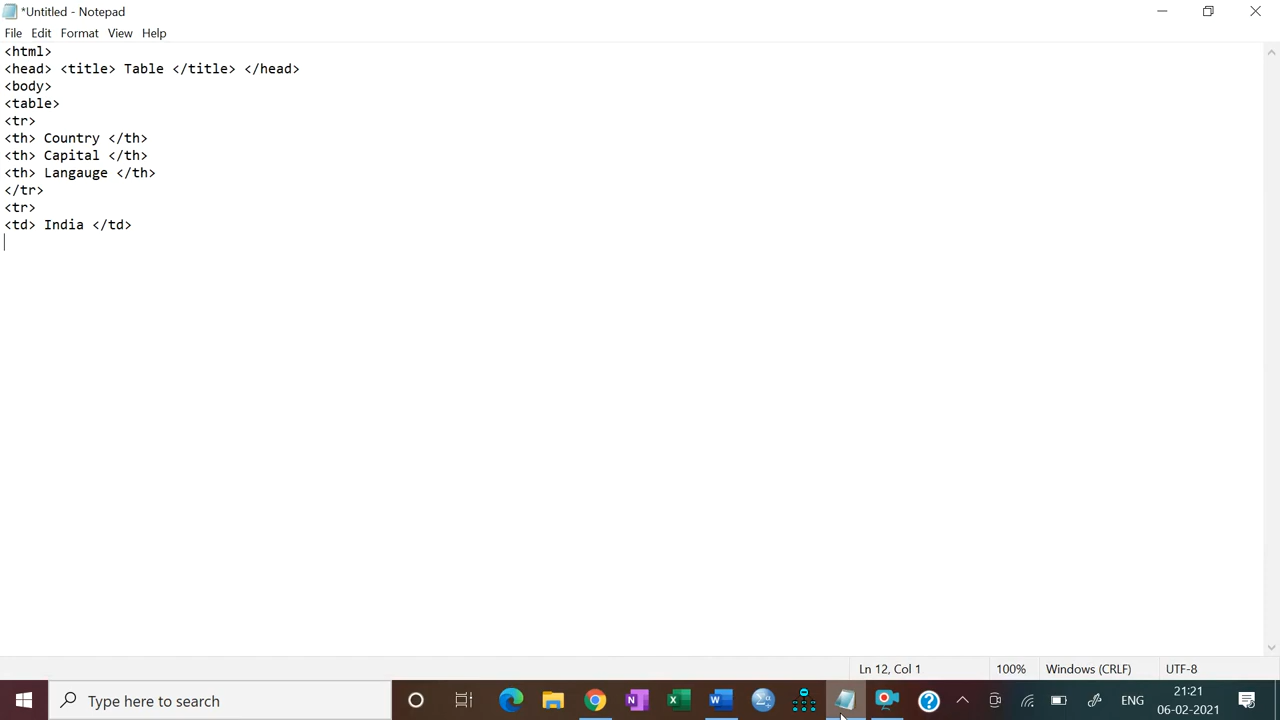 *Untitled - Notepad
File Edit Format View Help
<html>
<head> <title> Table </title> </head>
<body>
<table>
<tr>
<th> Country </th>
<th> Capital </th>
<th> Langauge </th>
</tr>
<tr>
<td> India </td>
Ln 12, Col 1 100% Windows (CRLF) UTF-8
Type here to search ENG 21:21
06-02-2021